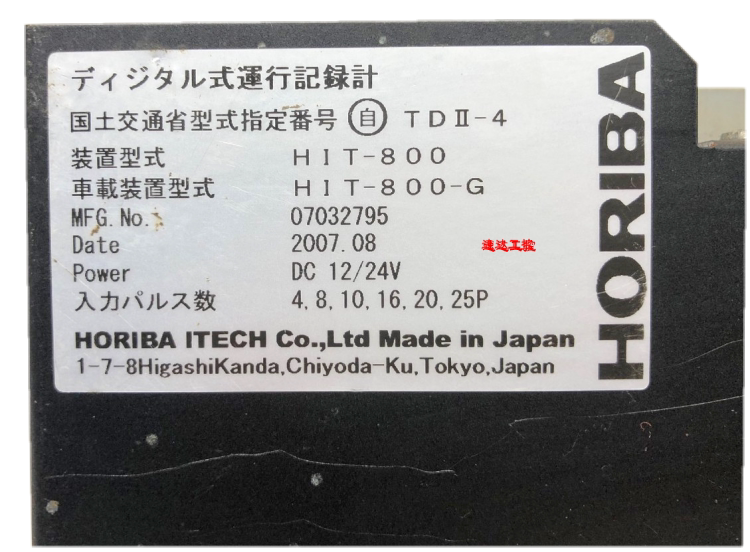 ディジタル式運行記録計
国土交通省型式指定番号 自 TDⅡ-4
装置型式 HIT-800
車載装置型式 HIT-800-G
MFG.No. 07032795
Date 2007.08
Power DC 12/24V
入力パルス数 4,8,10,16,20,25P
HORIBA ITECH Co.,Ltd Made in Japan
1-7-8HigashiKanda,Chiyoda-Ku,Tokyo,Japan
HORIBA
速达工控